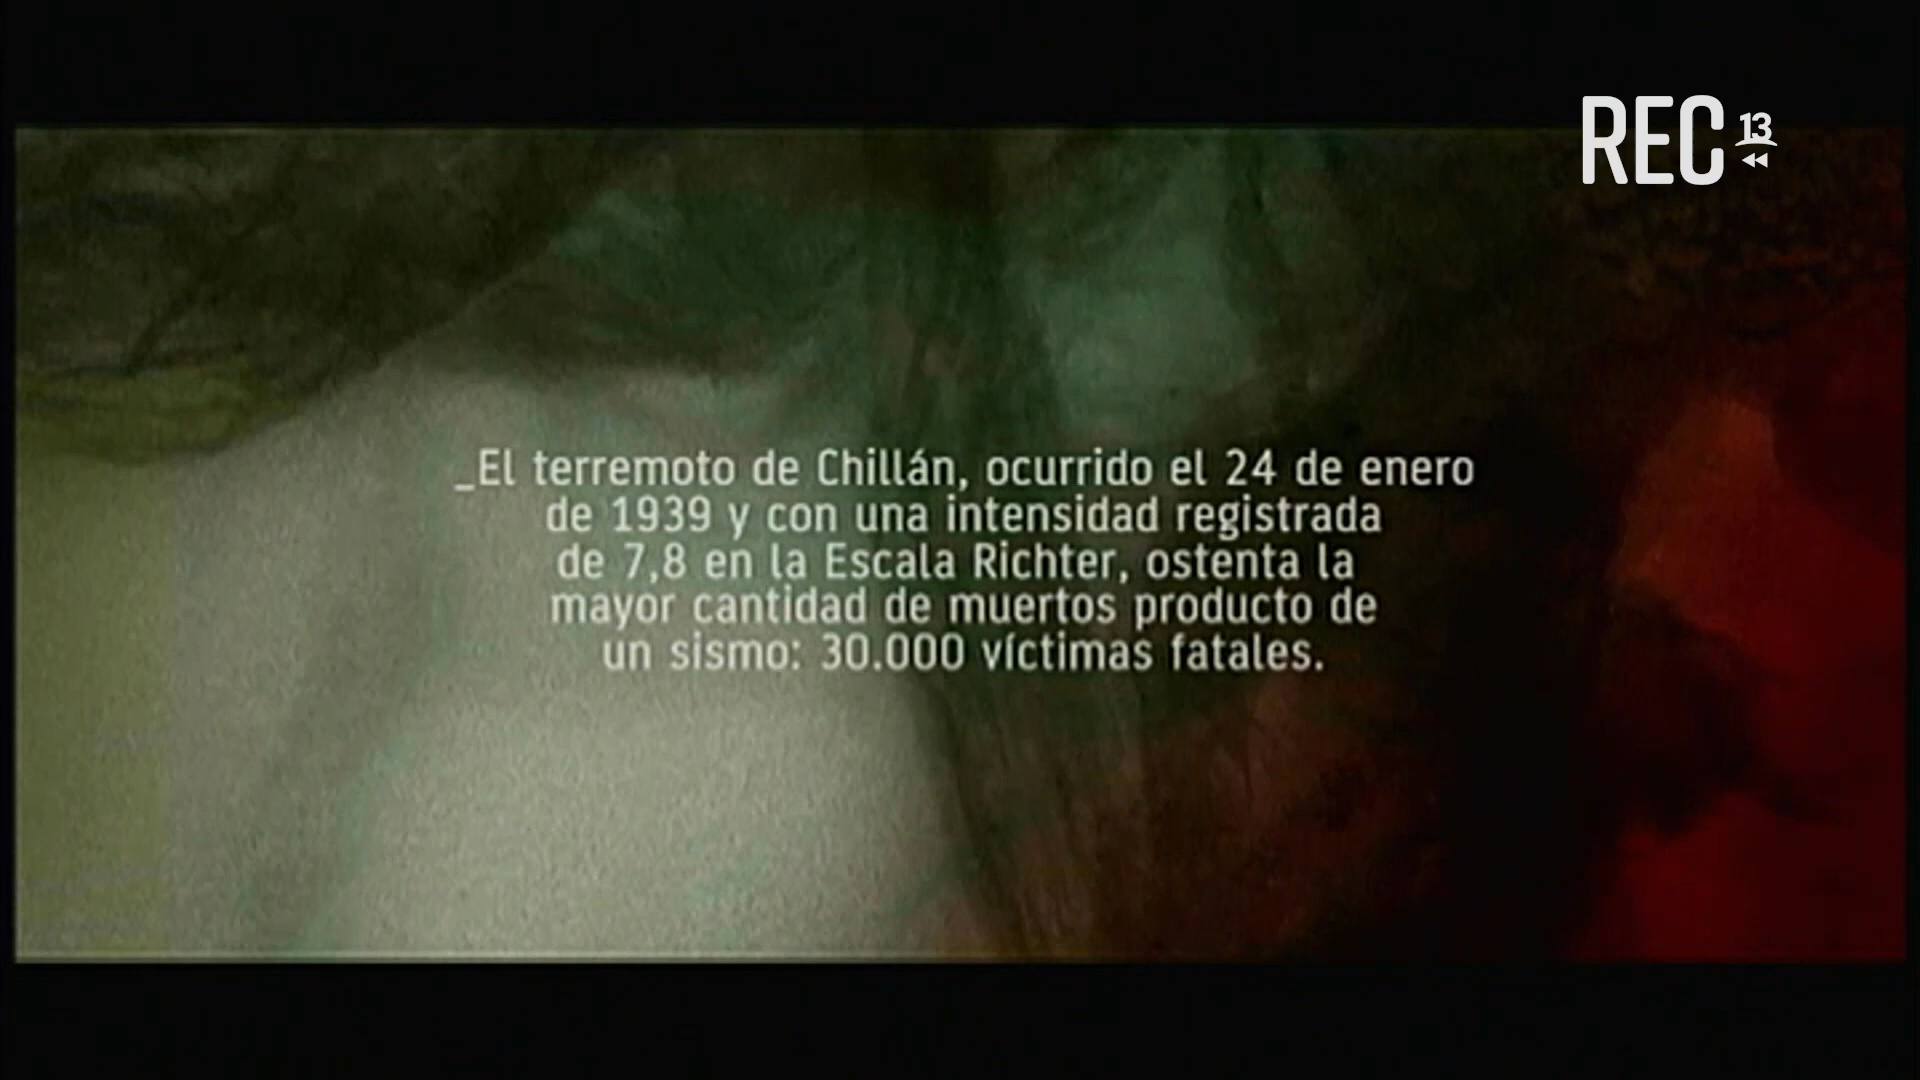 REC 13
_El terremoto de Chillán, ocurrido el 24 de enero
de 1939 y con una intensidad registrada
de 7,8 en la Escala Richter, ostenta la
mayor cantidad de muertos producto de
un sismo: 30.000 víctimas fatales.